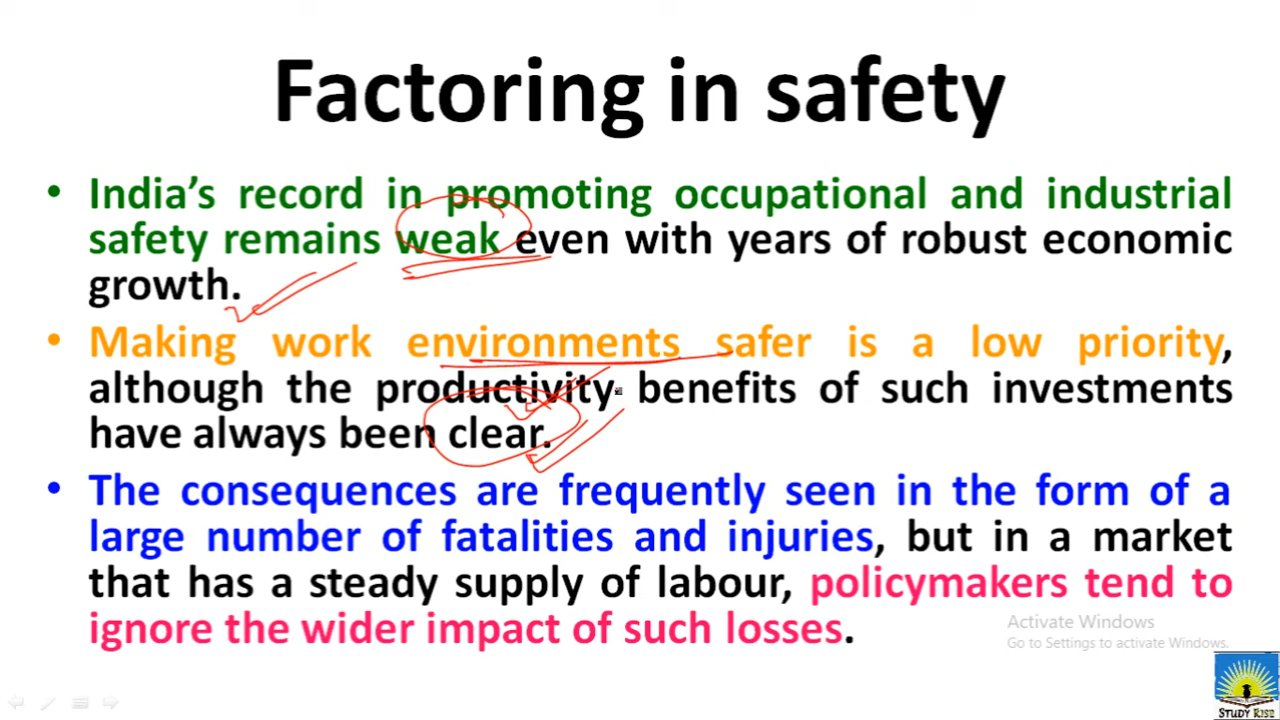 Factoring in safety
• India's record in promoting occupational and industrial
safety remains weak even with years of robust economic
growth.
• Making work environments safer is a low priority,
although the productivity benefits of such investments
have always been clear.
• The consequences are frequently seen in the form of a
large number of fatalities and injuries, but in a market
that has a steady supply of labour, policymakers tend to
ignore the wider impact of such losses.
Activate Windows
Go to Settings to activate Windows.
STUDY RISE